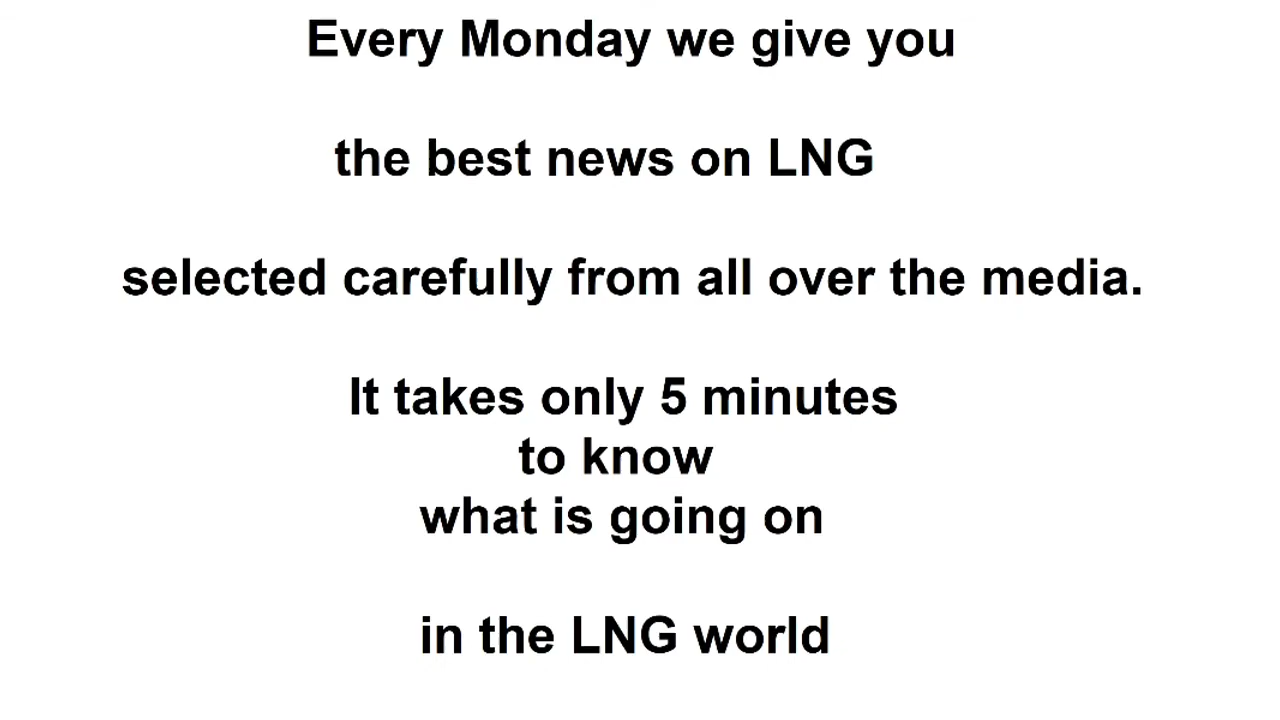 Every Monday we give you
the best news on LNG
selected carefully from all over the media.
It takes only 5 minutes
to know
what is going on
in the LNG world